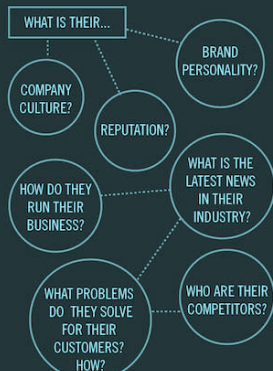 WHAT IS THEIR...
BRAND
PERSONALITY?
COMPANY
CULTURE?
REPUTATION?
WHAT IS THE
LATEST NEWS
IN THEIR
INDUSTRY?
HOW DO THEY
RUN THEIR
BUSINESS?
WHAT PROBLEMS
DO THEY SOLVE
FOR THEIR
CUSTOMERS?
HOW?
WHO ARE THEIR
COMPETITORS?